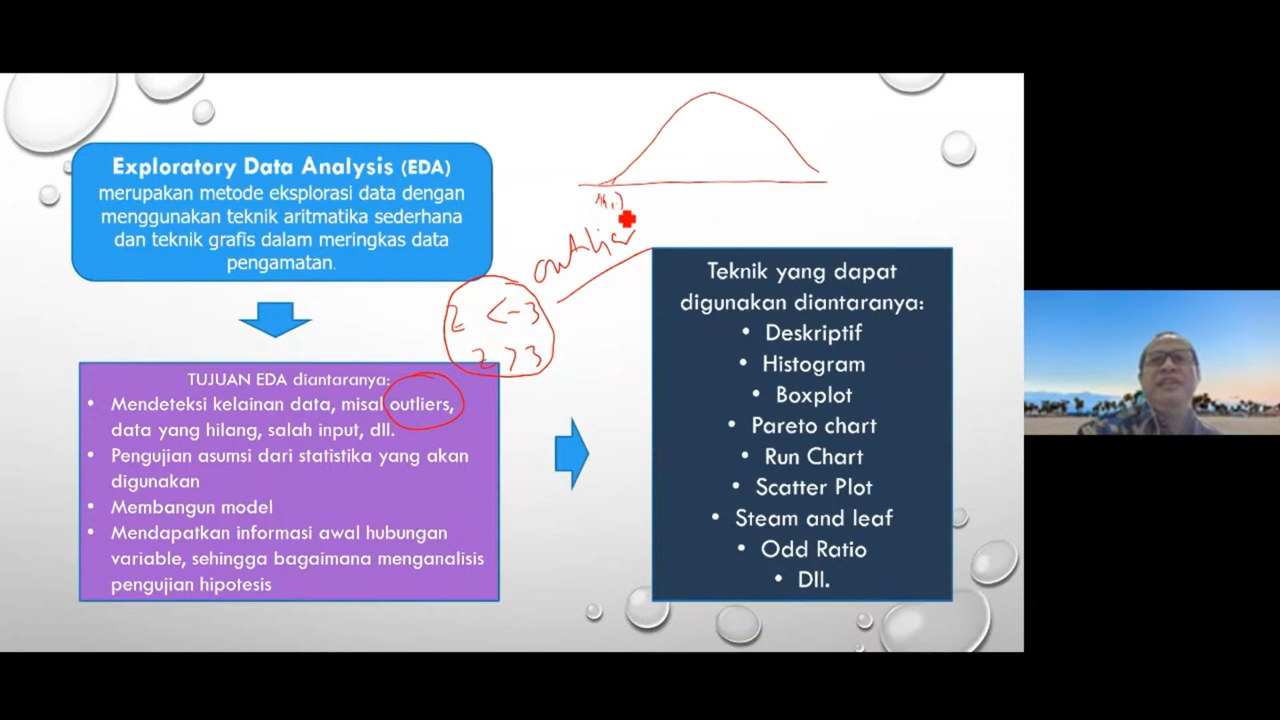 Exploratory Data Analysis (EDA)
merupakan metode eksplorasi data dengan
menggunakan teknik aritmatika sederhana
dan teknik grafis dalam meringkas data
pengamatan.
outlier
z < -3
z > 3
TUJUAN EDA diantaranya:
• Mendeteksi kelainan data, misal outliers,
data yang hilang, salah input, dll.
• Pengujian asumsi dari statistika yang akan
digunakan
• Membangun model
• Mendapatkan informasi awal hubungan
variable, sehingga bagaimana menganalisis
pengujian hipotesis
Teknik yang dapat
digunakan diantaranya:
• Deskriptif
• Histogram
• Boxplot
• Pareto chart
• Run Chart
• Scatter Plot
• Steam and leaf
• Odd Ratio
• Dll.